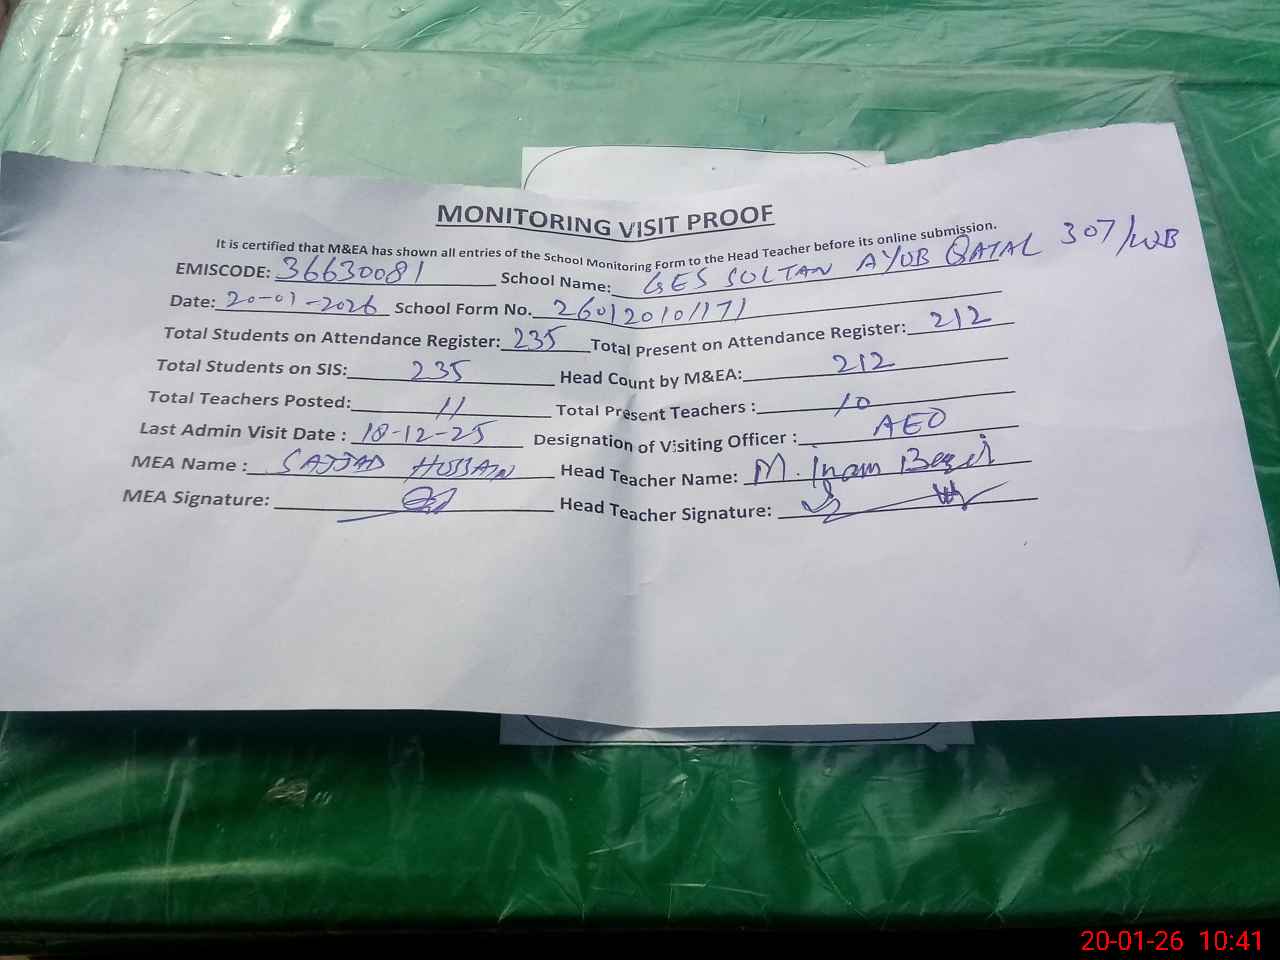 MONITORING VISIT PROOF
It is certified that M&EA has shown all entries of the School Monitoring Form to the Head Teacher before its online submission.
EMISCODE: 36630081 School Name: GES SULTAN AYUB QATAL 307/WB
Date: 20-01-2026 School Form No. 26012010171
Total Students on Attendance Register: 235 Total Present on Attendance Register: 212
Total Students on SIS: 235 Head Count by M&EA: 212
Total Teachers Posted: 11 Total Present Teachers : 10
Last Admin Visit Date : 18-12-25 Designation of Visiting Officer : AEO
MEA Name : SAJJAD HUSSAIN Head Teacher Name: M. Inam
MEA Signature: Head Teacher Signature:
20-01-26 10:41